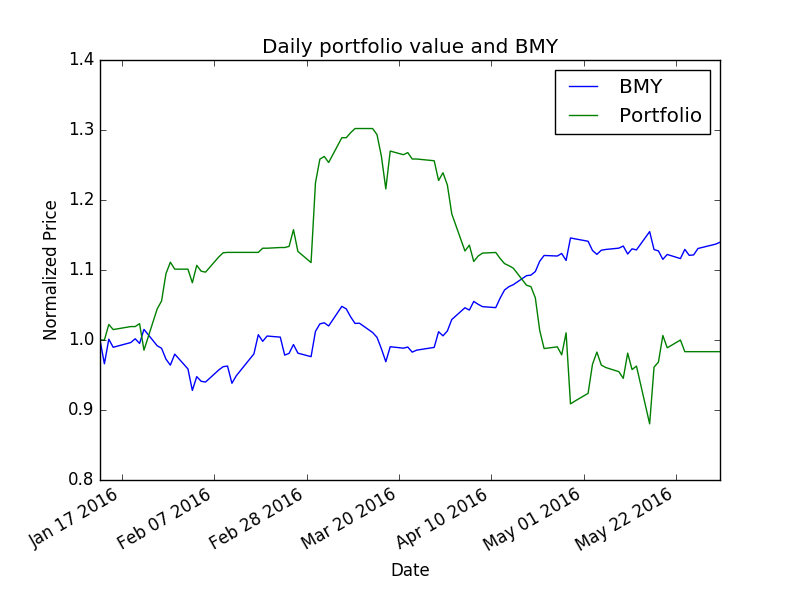 Daily portfolio value and BMY
1.4
BMY
Portfolio
1.3
1.2
1.1
1.0
0.9
0.8
Normalized Price
Jan 17 2016
Feb 07 2016
Feb 28 2016
Mar 20 2016
Apr 10 2016
May 01 2016
May 22 2016
Date